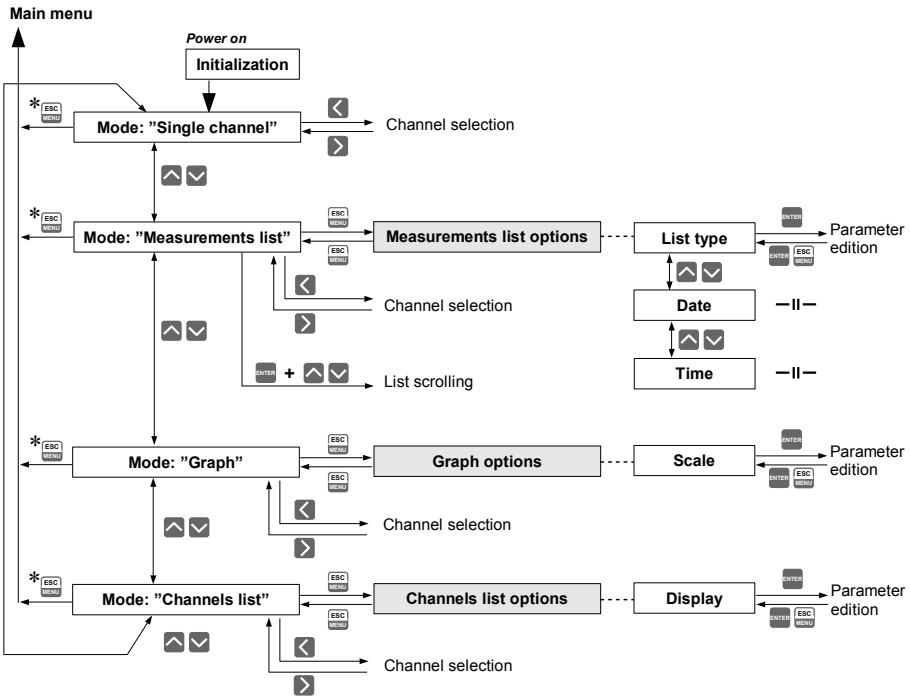 Main menu
Power on
Initialization
* ESC MENU
Mode: ”Single channel”
Channel selection
* ESC MENU
Mode: ”Measurements list”
ESC MENU
ESC MENU
Measurements list options
List type
ENTER
ENTER ESC MENU
Parameter
edition
Channel selection
Date
—II—
ENTER +
List scrolling
Time
—II—
* ESC MENU
Mode: ”Graph”
ESC MENU
ESC MENU
Graph options
Scale
ENTER
ENTER ESC MENU
Parameter
edition
Channel selection
* ESC MENU
Mode: ”Channels list”
ESC MENU
ESC MENU
Channels list options
Display
ENTER
ENTER ESC MENU
Parameter
edition
Channel selection